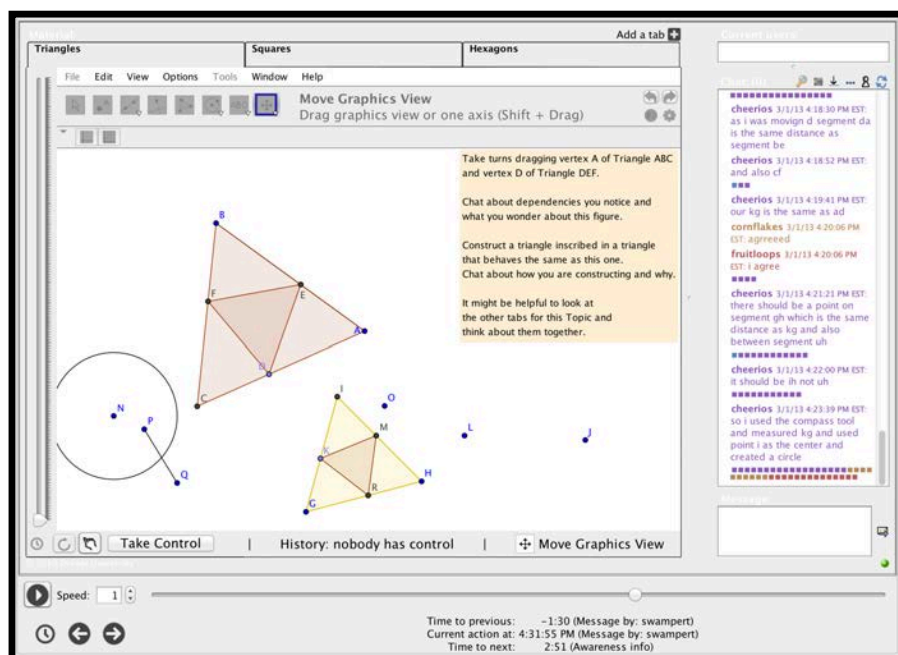 Material
Add a tab
Current users
Triangles
Squares
Hexagons
File Edit View Options Tools Window Help
Move Graphics View
Drag graphics view or one axis (Shift + Drag)
Take turns dragging vertex A of Triangle ABC
and vertex D of Triangle DEF.
Chat about dependencies you notice and
what you wonder about this figure.
Construct a triangle inscribed in a triangle
that behaves the same as this one.
Chat about how you are constructing and why.
It might be helpful to look at
the other tabs for this Topic and
think about them together.
B
F
E
A
D
C
N
P
Q
I
O
M
K
L
J
H
G
R
cheerios 3/1/13 4:18:30 PM EST:
as i was movign d segment da
is the same distance as
segment be
cheerios 3/1/13 4:18:52 PM EST:
and also cf
cheerios 3/1/13 4:19:41 PM EST:
our kg is the same as ad
cornflakes 3/1/13 4:20:06 PM
EST: agrreeed
fruitloops 3/1/13 4:20:06 PM
EST: i agree
cheerios 3/1/13 4:21:21 PM EST:
there should be a point on
segment gh which is the same
distance as kg and also
between segment uh
cheerios 3/1/13 4:22:00 PM EST:
it should be ih not uh
cheerios 3/1/13 4:23:39 PM EST:
so i used the compass tool
and measured kg and used
point i as the center and
created a circle
Message:
Take Control | History: nobody has control | Move Graphics View
Speed: 1
Time to previous: -1:30 (Message by: swampert)
Current action at: 4:31:55 PM (Message by: swampert)
Time to next: 2:51 (Awareness info)